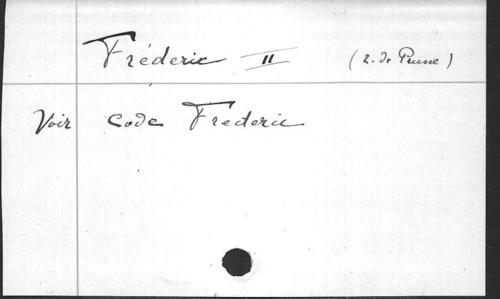 Fréderic II (R. de Prusse)
Voir Code Frederic